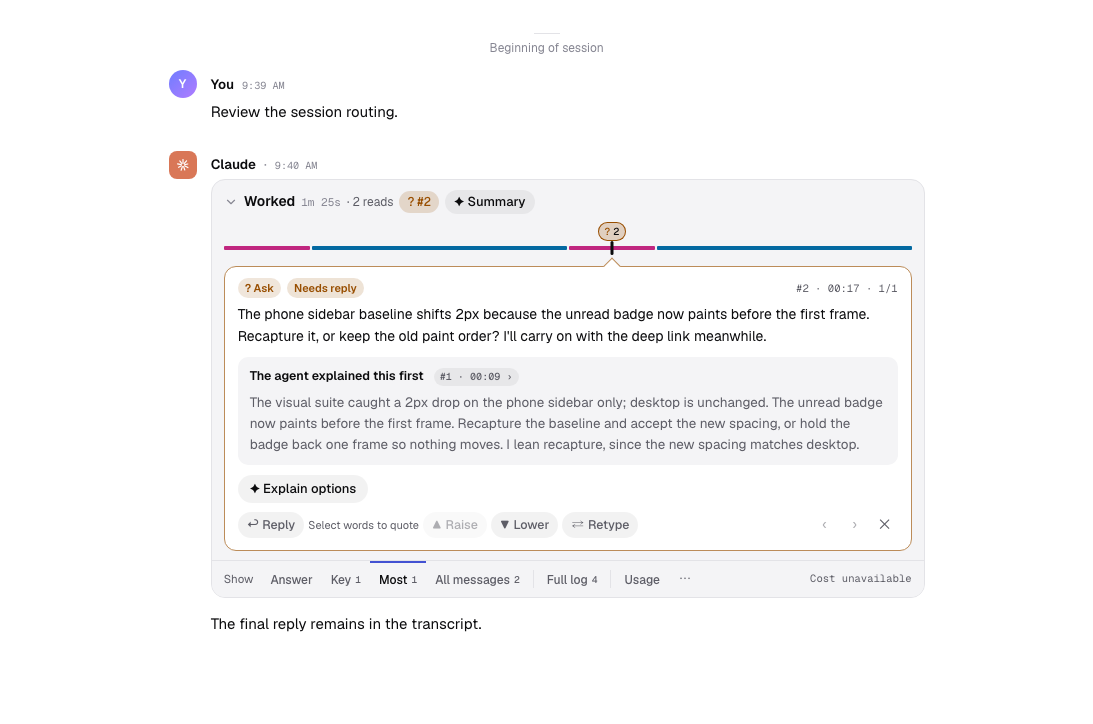 Beginning of session
Y You 9:39 AM
Review the session routing.
Claude · 9:40 AM
Worked 1m 25s · 2 reads ? #2 ✦ Summary
? 2
? Ask Needs reply #2 · 00:17 · 1/1
The phone sidebar baseline shifts 2px because the unread badge now paints before the first frame.
Recapture it, or keep the old paint order? I'll carry on with the deep link meanwhile.
The agent explained this first #1 · 00:09 ›
The visual suite caught a 2px drop on the phone sidebar only; desktop is unchanged. The unread badge
now paints before the first frame. Recapture the baseline and accept the new spacing, or hold the
badge back one frame so nothing moves. I lean recapture, since the new spacing matches desktop.
✦ Explain options
↩ Reply Select words to quote ▲ Raise ▼ Lower ⇄ Retype ‹ › ✕
Show Answer Key 1 Most 1 All messages 2 Full log 4 Usage ··· Cost unavailable
The final reply remains in the transcript.